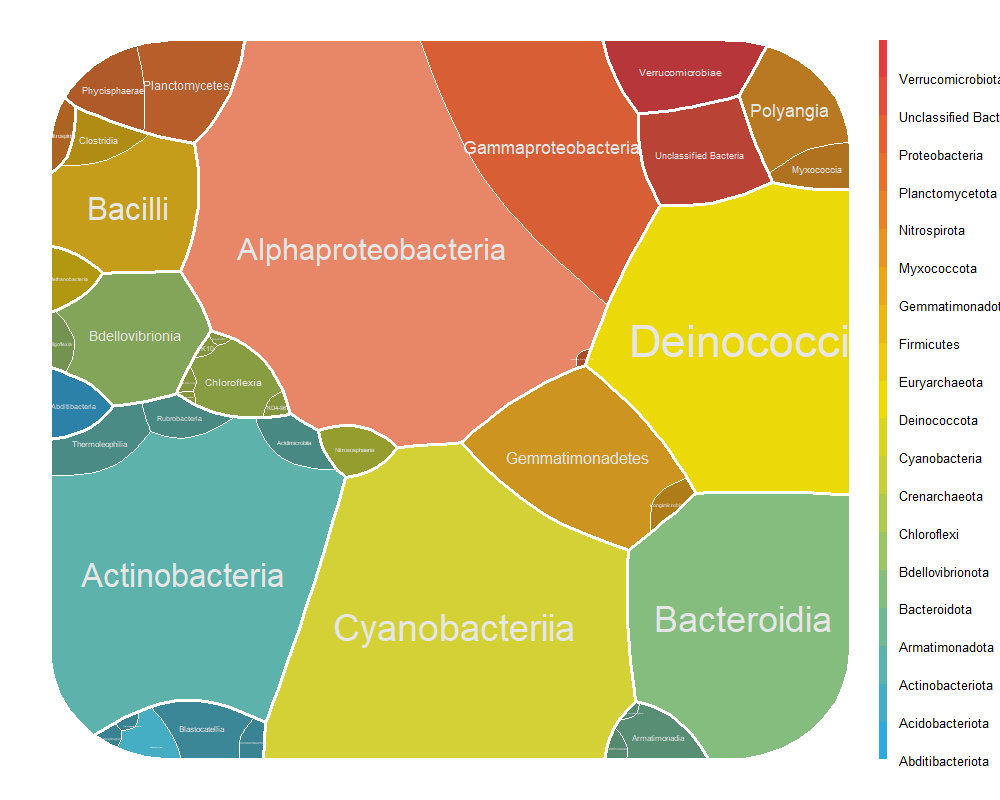 Phycisphaerae
Planctomycetes
Verrucomicrobiae
Polyangia
Clostridia
Gammaproteobacteria
Unclassified Bacteria
Myxococcia
Bacilli
Alphaproteobacteria
Bdellovibrionia
Deinococci
Chloroflexia
Abditibacteria
Rubrobacteria
Thermoleophilia
Acidimicrobiia
Nitrososphaeria
Gemmatimonadetes
Actinobacteria
Cyanobacteriia
Bacteroidia
Blastocatellia
Armatimonadia
Verrucomicrobiota
Unclassified Bact
Proteobacteria
Planctomycetota
Nitrospirota
Myxococcota
Gemmatimonadot
Firmicutes
Euryarchaeota
Deinococcota
Cyanobacteria
Crenarchaeota
Chloroflexi
Bdellovibrionota
Bacteroidota
Armatimonadota
Actinobacteriota
Acidobacteriota
Abditibacteriota